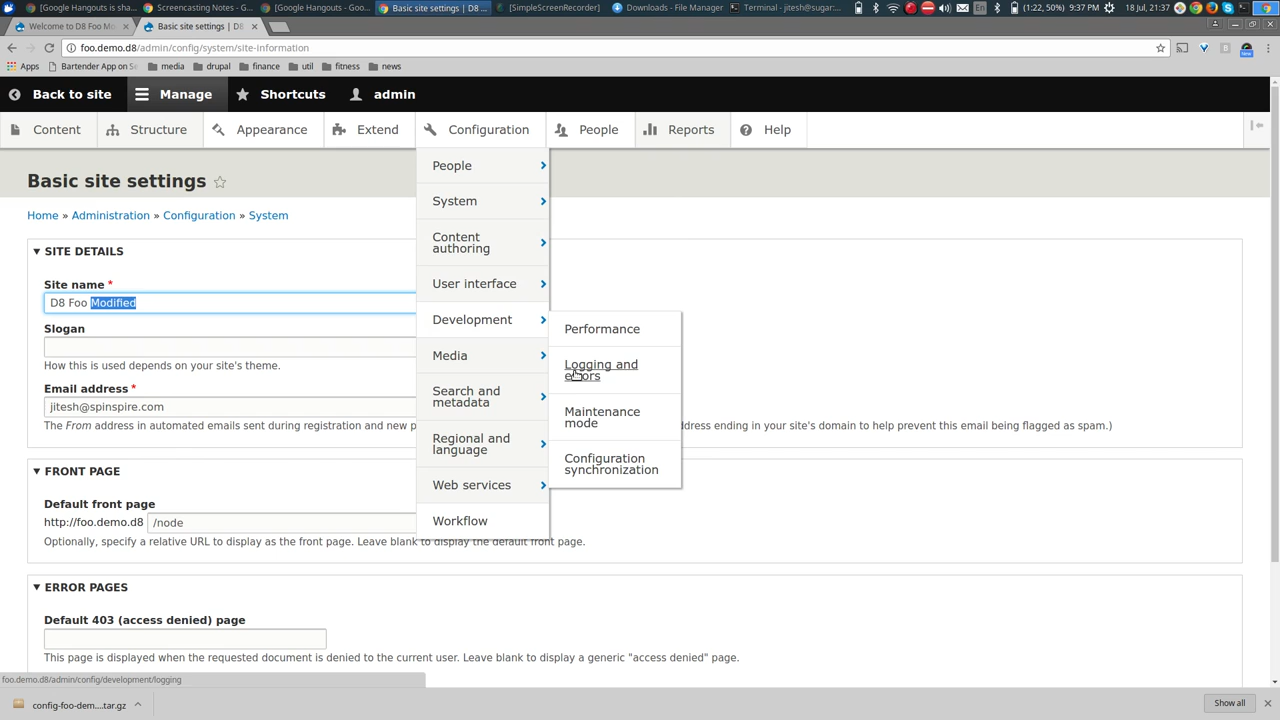 [Google Hangouts is sha...
Screencasting Notes - G...
[Google Hangouts - Goo...
Basic site settings | D8 ...
[SimpleScreenRecorder]
Downloads - File Manager
Terminal - jitesh@sugar...
En
(1:22, 50%)
9:37 PM
18 Jul, 21:37
Welcome to D8 Foo Mo
Basic site settings | D8
foo.demo.d8/admin/config/system/site-information
Apps
Bartender App on Se
media
drupal
finance
util
fitness
news
Back to site
Manage
Shortcuts
admin
Content
Structure
Appearance
Extend
Configuration
People
Reports
Help
Basic site settings
Home » Administration » Configuration » System
People
System
Content
authoring
User interface
Development
Media
Search and
metadata
Regional and
language
Web services
Workflow
Performance
Logging and
errors
Maintenance
mode
Configuration
synchronization
SITE DETAILS
Site name *
D8 Foo Modified
Slogan
How this is used depends on your site's theme.
Email address *
jitesh@spinspire.com
The From address in automated emails sent during registration and new p
ddress ending in your site's domain to help prevent this email being flagged as spam.)
FRONT PAGE
Default front page
http://foo.demo.d8
/node
Optionally, specify a relative URL to display as the front page. Leave blank to display the default front page.
ERROR PAGES
Default 403 (access denied) page
This page is displayed when the requested document is denied to the current user. Leave blank to display a generic "access denied" page.
foo.demo.d8/admin/config/development/logging
config-foo-dem....tar.gz
Show all